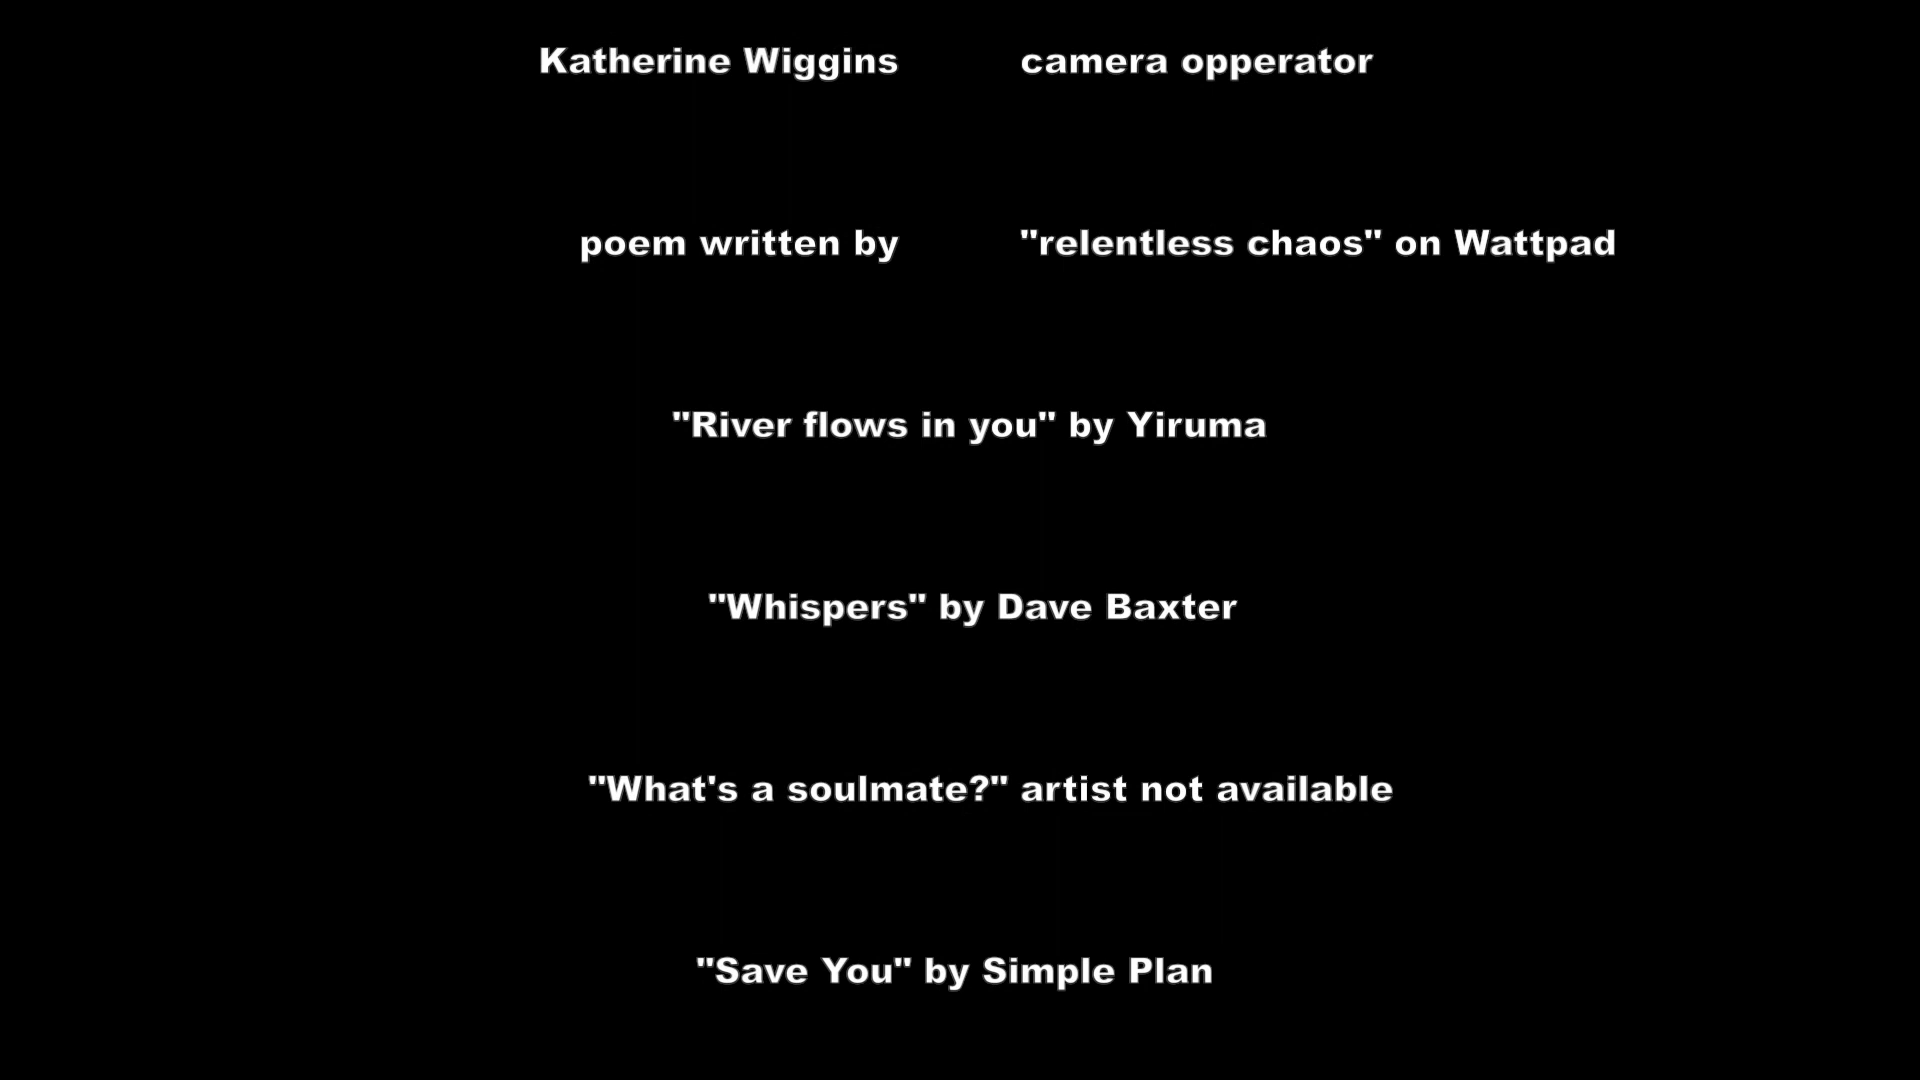 Katherine Wiggins camera opperator
poem written by "relentless chaos" on Wattpad
"River flows in you" by Yiruma
"Whispers" by Dave Baxter
"What's a soulmate?" artist not available
"Save You" by Simple Plan